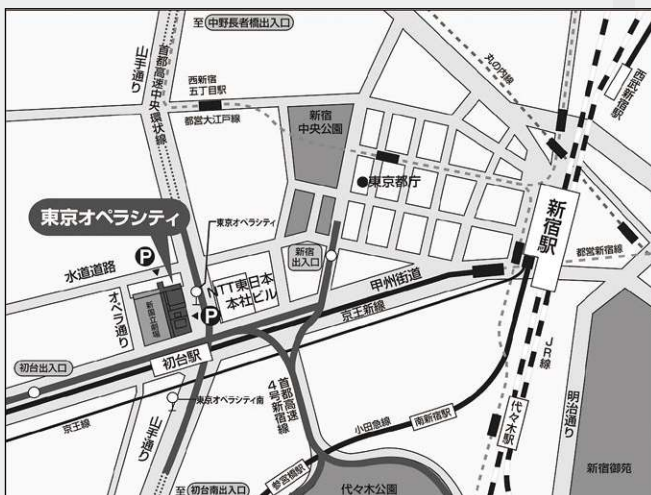 至 中野長者橋出入口
山手通り
首都高速中央環状線
西新宿
五丁目駅
都営大江戸線
新宿
中央公園
丸の内線
西武新宿駅
●東京都庁
東京オペラシティ
東京オペラシティ
新宿駅
P
水道道路
新宿
出入口
都営新宿線
NTT東日本
本社ビル
甲州街道
オペラ通り
新国立劇場
P
京王新線
初台駅
初台出入口
JR線
明治通り
首都高速
4号新宿線
東京オペラシティ南
代々木駅
京王線
山手通り
小田急線
南新宿駅
参宮橋駅
新宿御苑
至 初台南出入口
代々木公園